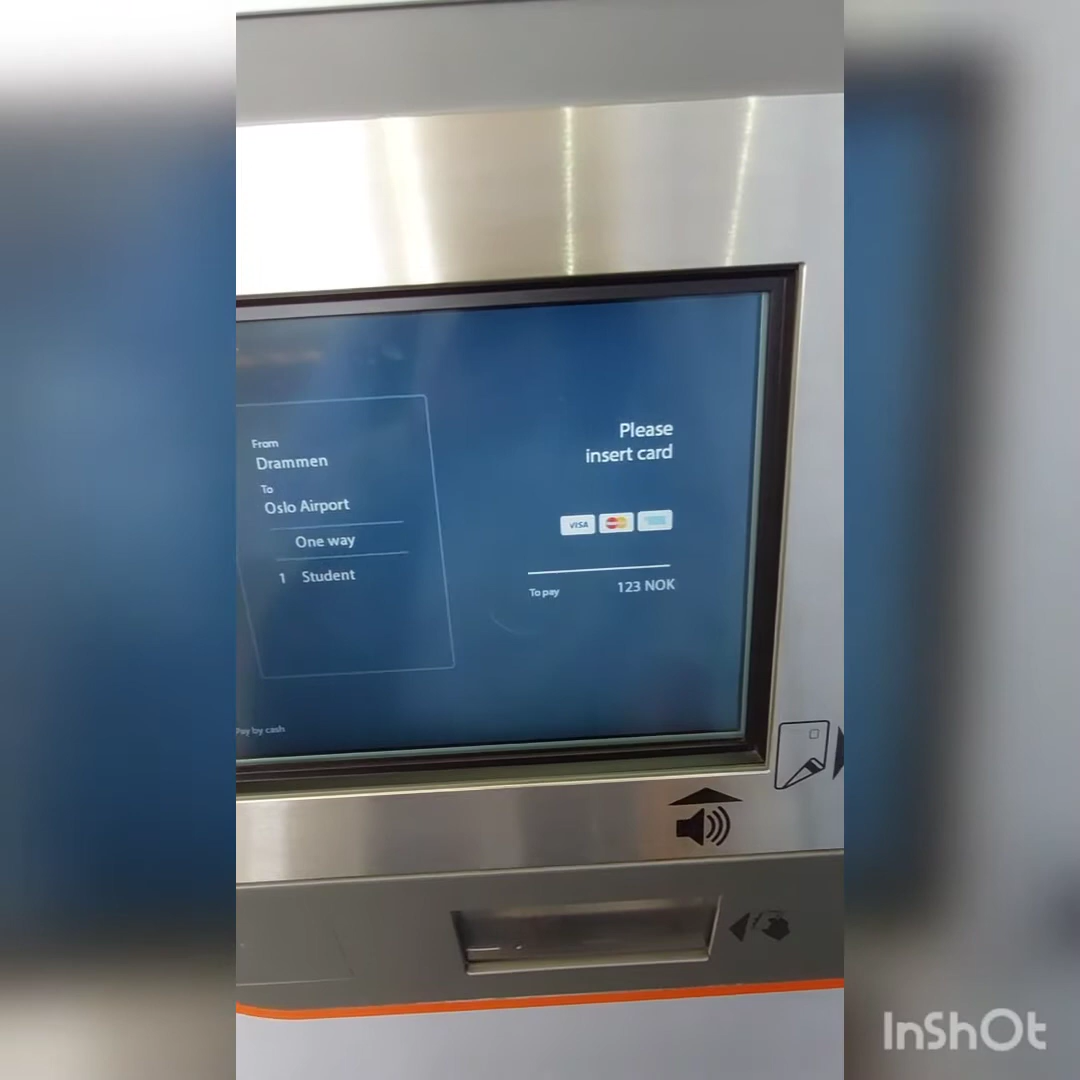 From
Drammen
To
Oslo Airport
One way
1 Student
Please
insert card
VISA
To pay 123 NOK
Pay by cash
InShOt